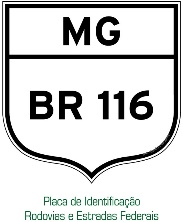 MG
BR 116
Placa de Identificação
Rodovias e Estradas Federais